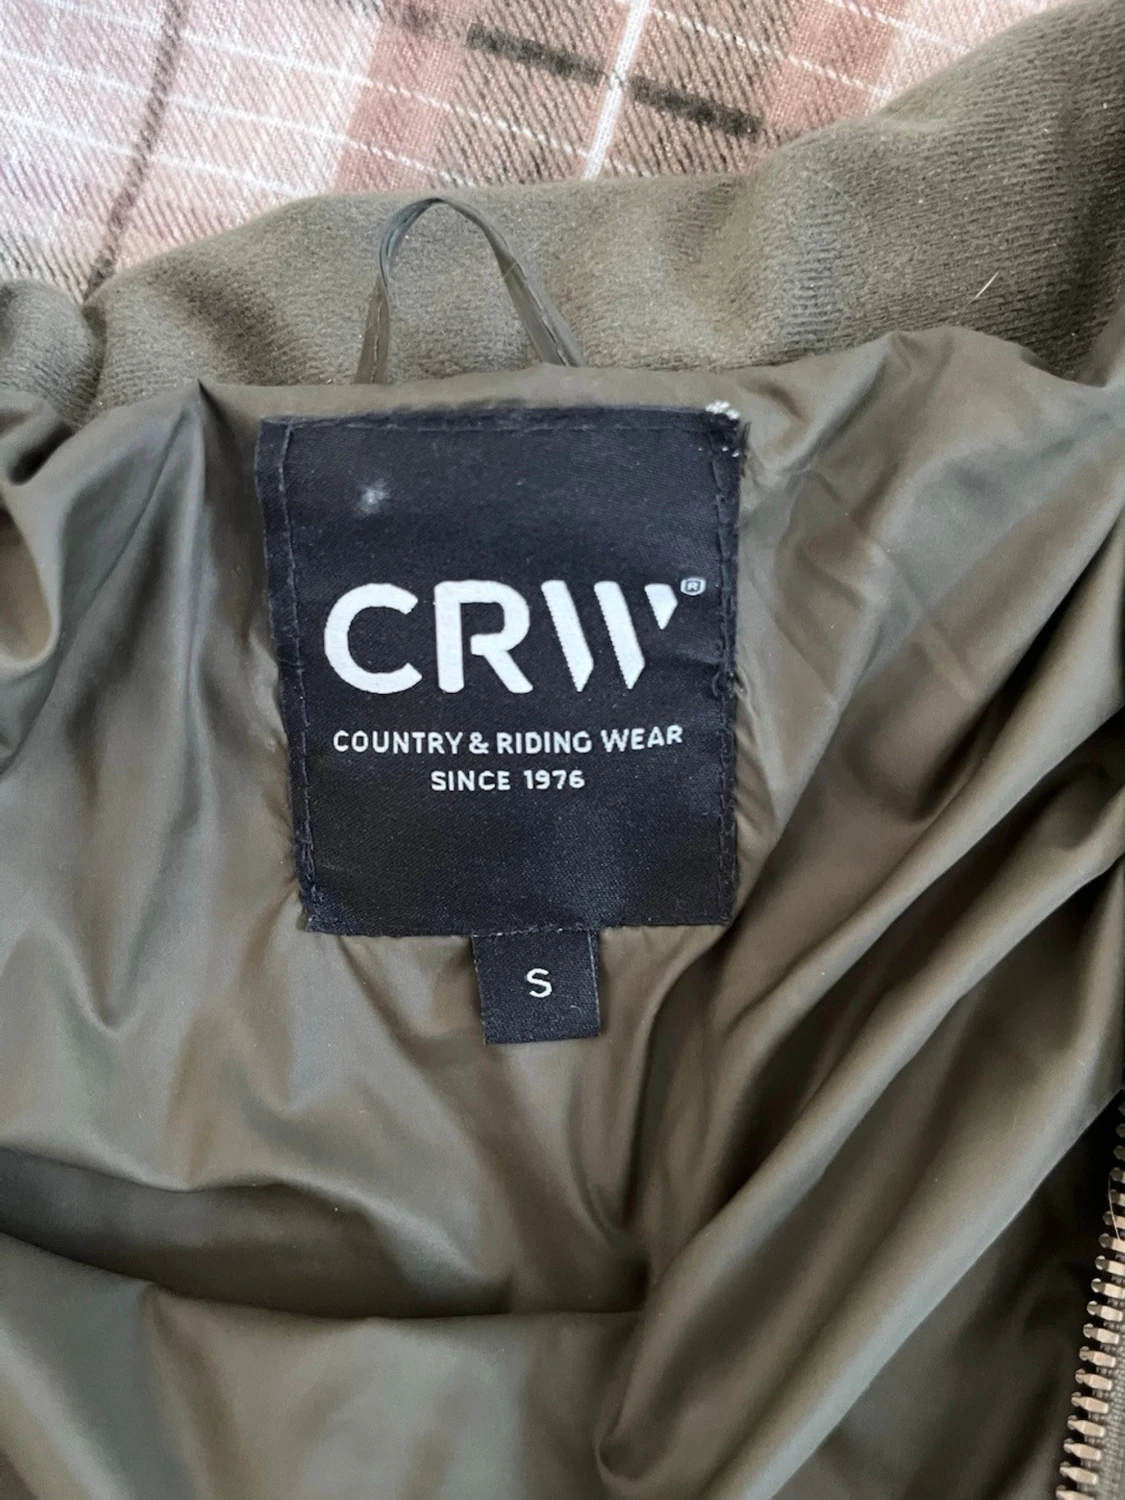 CRW®
COUNTRY & RIDING WEAR
SINCE 1976
S